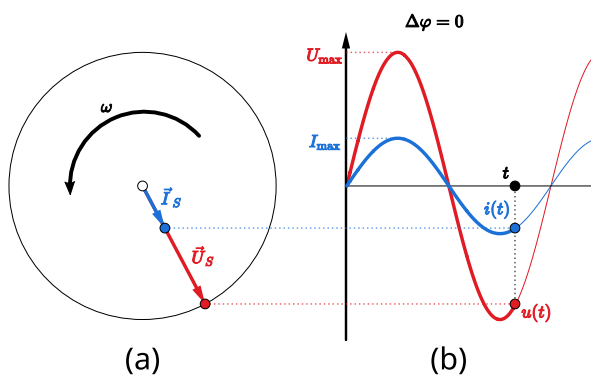 Δφ = 0
U_max
ω
I_max
t
I⃗_S
i(t)
U⃗_S
u(t)
(a)
(b)